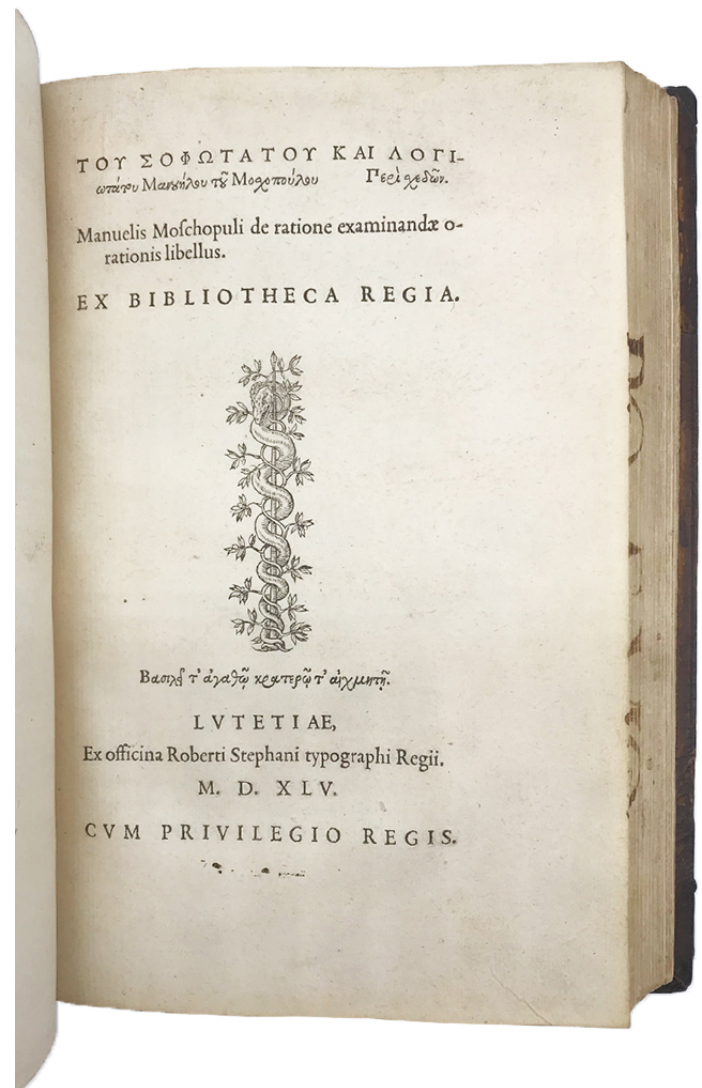 ΤΟΥ ΣΟΦΩΤΑΤΟΥ ΚΑΙ ΛΟΓΙ-
ωτάτου Μανουήλου τοῦ Μοσχοπούλου Περὶ σχεδῶν.
Manuelis Moſchopuli de ratione examinandæ o-
rationis libellus.
EX BIBLIOTHECA REGIA.
Βασιλεῖ τ' ἀγαθῷ κρατερῷ τ' αἰχμητῇ.
LVTETIAE,
Ex officina Roberti Stephani typographi Regii.
M. D. XLV.
CVM PRIVILEGIO REGIS.